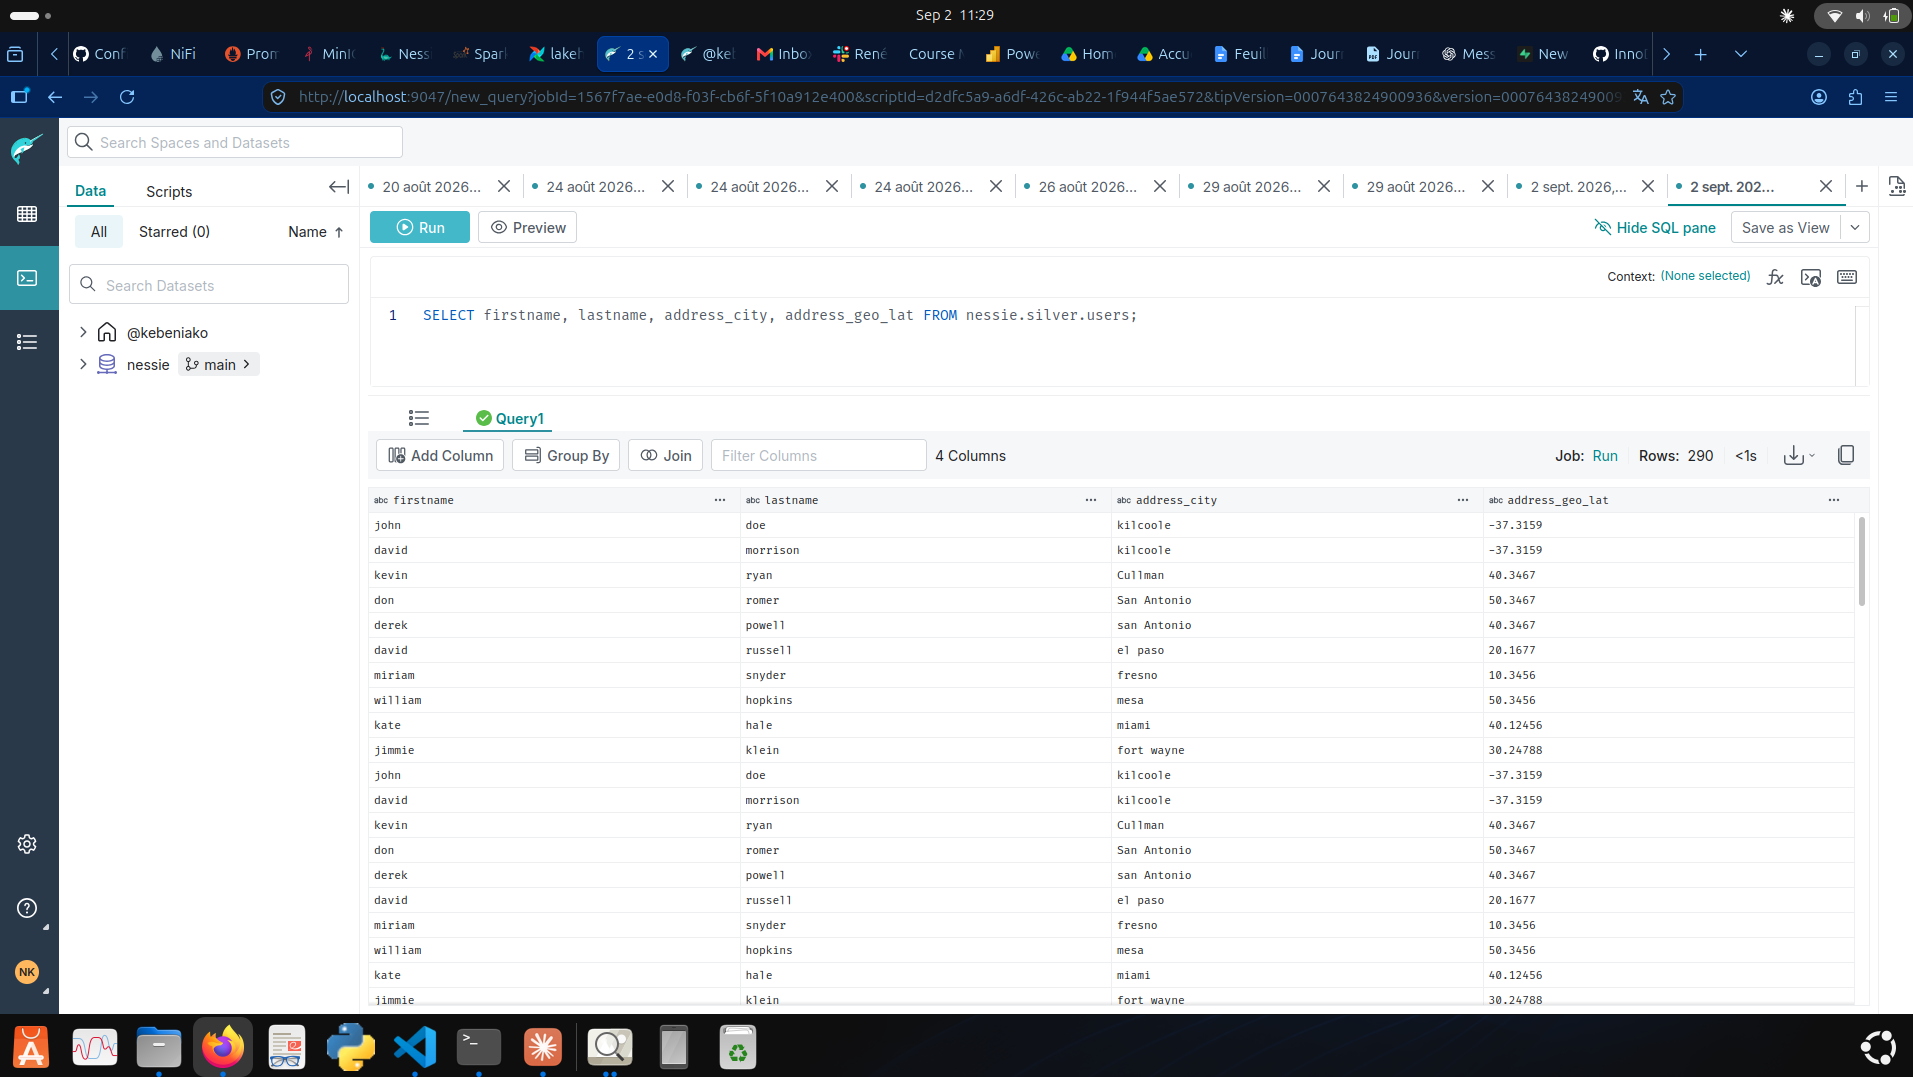 Sep 2 11:29
Conf
NiFi
Prom
MinI
Ness
Spark
lakeh
2 s
@keb
Inbo
René
Course M
Powe
Hom
Accu
Feuil
Jour
Jour
Mess
New
Inno
http://localhost:9047/new_query?jobId=1567f7ae-e0d8-f03f-cb6f-5f10a912e400&scriptId=d2dfc5a9-a6df-426c-ab22-1f944f5ae572&tipVersion=0007643824900936&version=00076438249009
Search Spaces and Datasets
Data
Scripts
20 août 2026...
24 août 2026...
24 août 2026...
24 août 2026...
26 août 2026...
29 août 2026...
29 août 2026...
2 sept. 2026,...
2 sept. 202...
All
Starred (0)
Name
Run
Preview
Hide SQL pane
Save as View
Search Datasets
Context: (None selected)
fx
1 SELECT firstname, lastname, address_city, address_geo_lat FROM nessie.silver.users;
@kebeniako
nessie
main
Query1
Add Column
Group By
Join
Filter Columns
4 Columns
Job: Run
Rows: 290
<1s
abc firstname ... abc lastname ... abc address_city ... abc address_geo_lat ...
john doe kilcoole -37.3159
david morrison kilcoole -37.3159
kevin ryan Cullman 40.3467
don romer San Antonio 50.3467
derek powell san Antonio 40.3467
david russell el paso 20.1677
miriam snyder fresno 10.3456
william hopkins mesa 50.3456
kate hale miami 40.12456
jimmie klein fort wayne 30.24788
john doe kilcoole -37.3159
david morrison kilcoole -37.3159
kevin ryan Cullman 40.3467
don romer San Antonio 50.3467
derek powell san Antonio 40.3467
david russell el paso 20.1677
miriam snyder fresno 10.3456
william hopkins mesa 50.3456
kate hale miami 40.12456
jimmie klein fort wayne 30.24788
NK